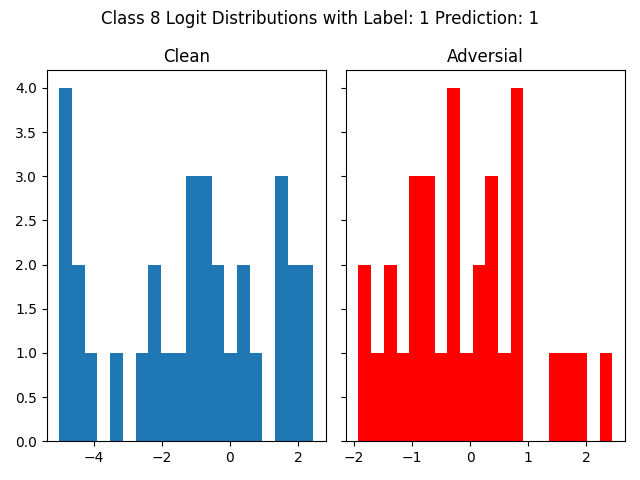 Class 8 Logit Distributions with Label: 1 Prediction: 1
Clean
Adversial
4.0
3.5
3.0
2.5
2.0
1.5
1.0
0.5
0.0
−4 −2 0 2
−2 −1 0 1 2